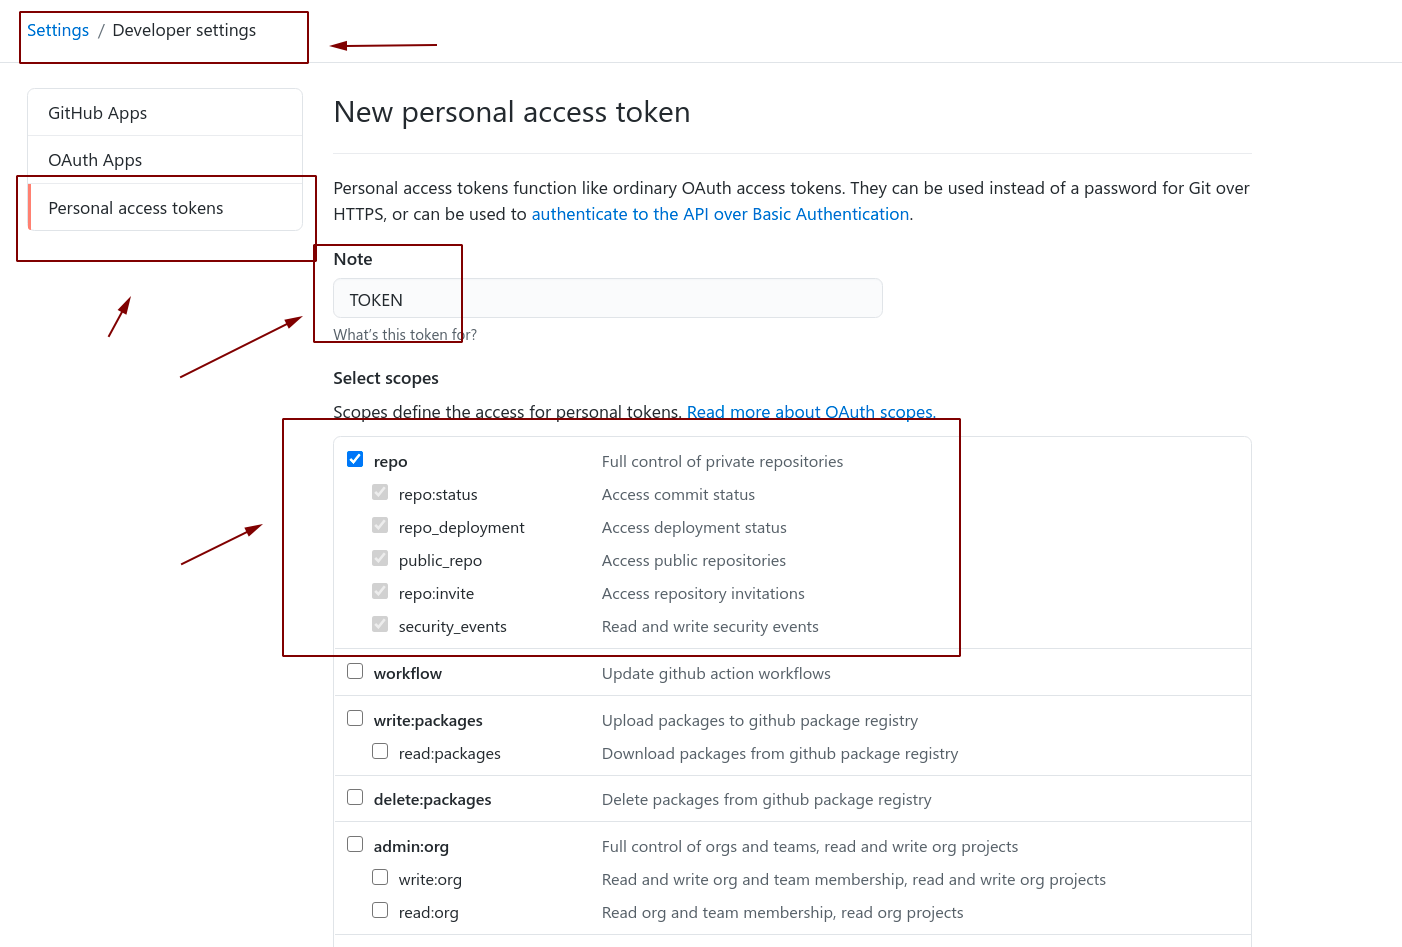 Settings / Developer settings
GitHub Apps
OAuth Apps
Personal access tokens
New personal access token
Personal access tokens function like ordinary OAuth access tokens. They can be used instead of a password for Git over
HTTPS, or can be used to authenticate to the API over Basic Authentication.
Note
TOKEN
What's this token for?
Select scopes
Scopes define the access for personal tokens. Read more about OAuth scopes.
repo Full control of private repositories
repo:status Access commit status
repo_deployment Access deployment status
public_repo Access public repositories
repo:invite Access repository invitations
security_events Read and write security events
workflow Update github action workflows
write:packages Upload packages to github package registry
read:packages Download packages from github package registry
delete:packages Delete packages from github package registry
admin:org Full control of orgs and teams, read and write org projects
write:org Read and write org and team membership, read and write org projects
read:org Read org and team membership, read org projects